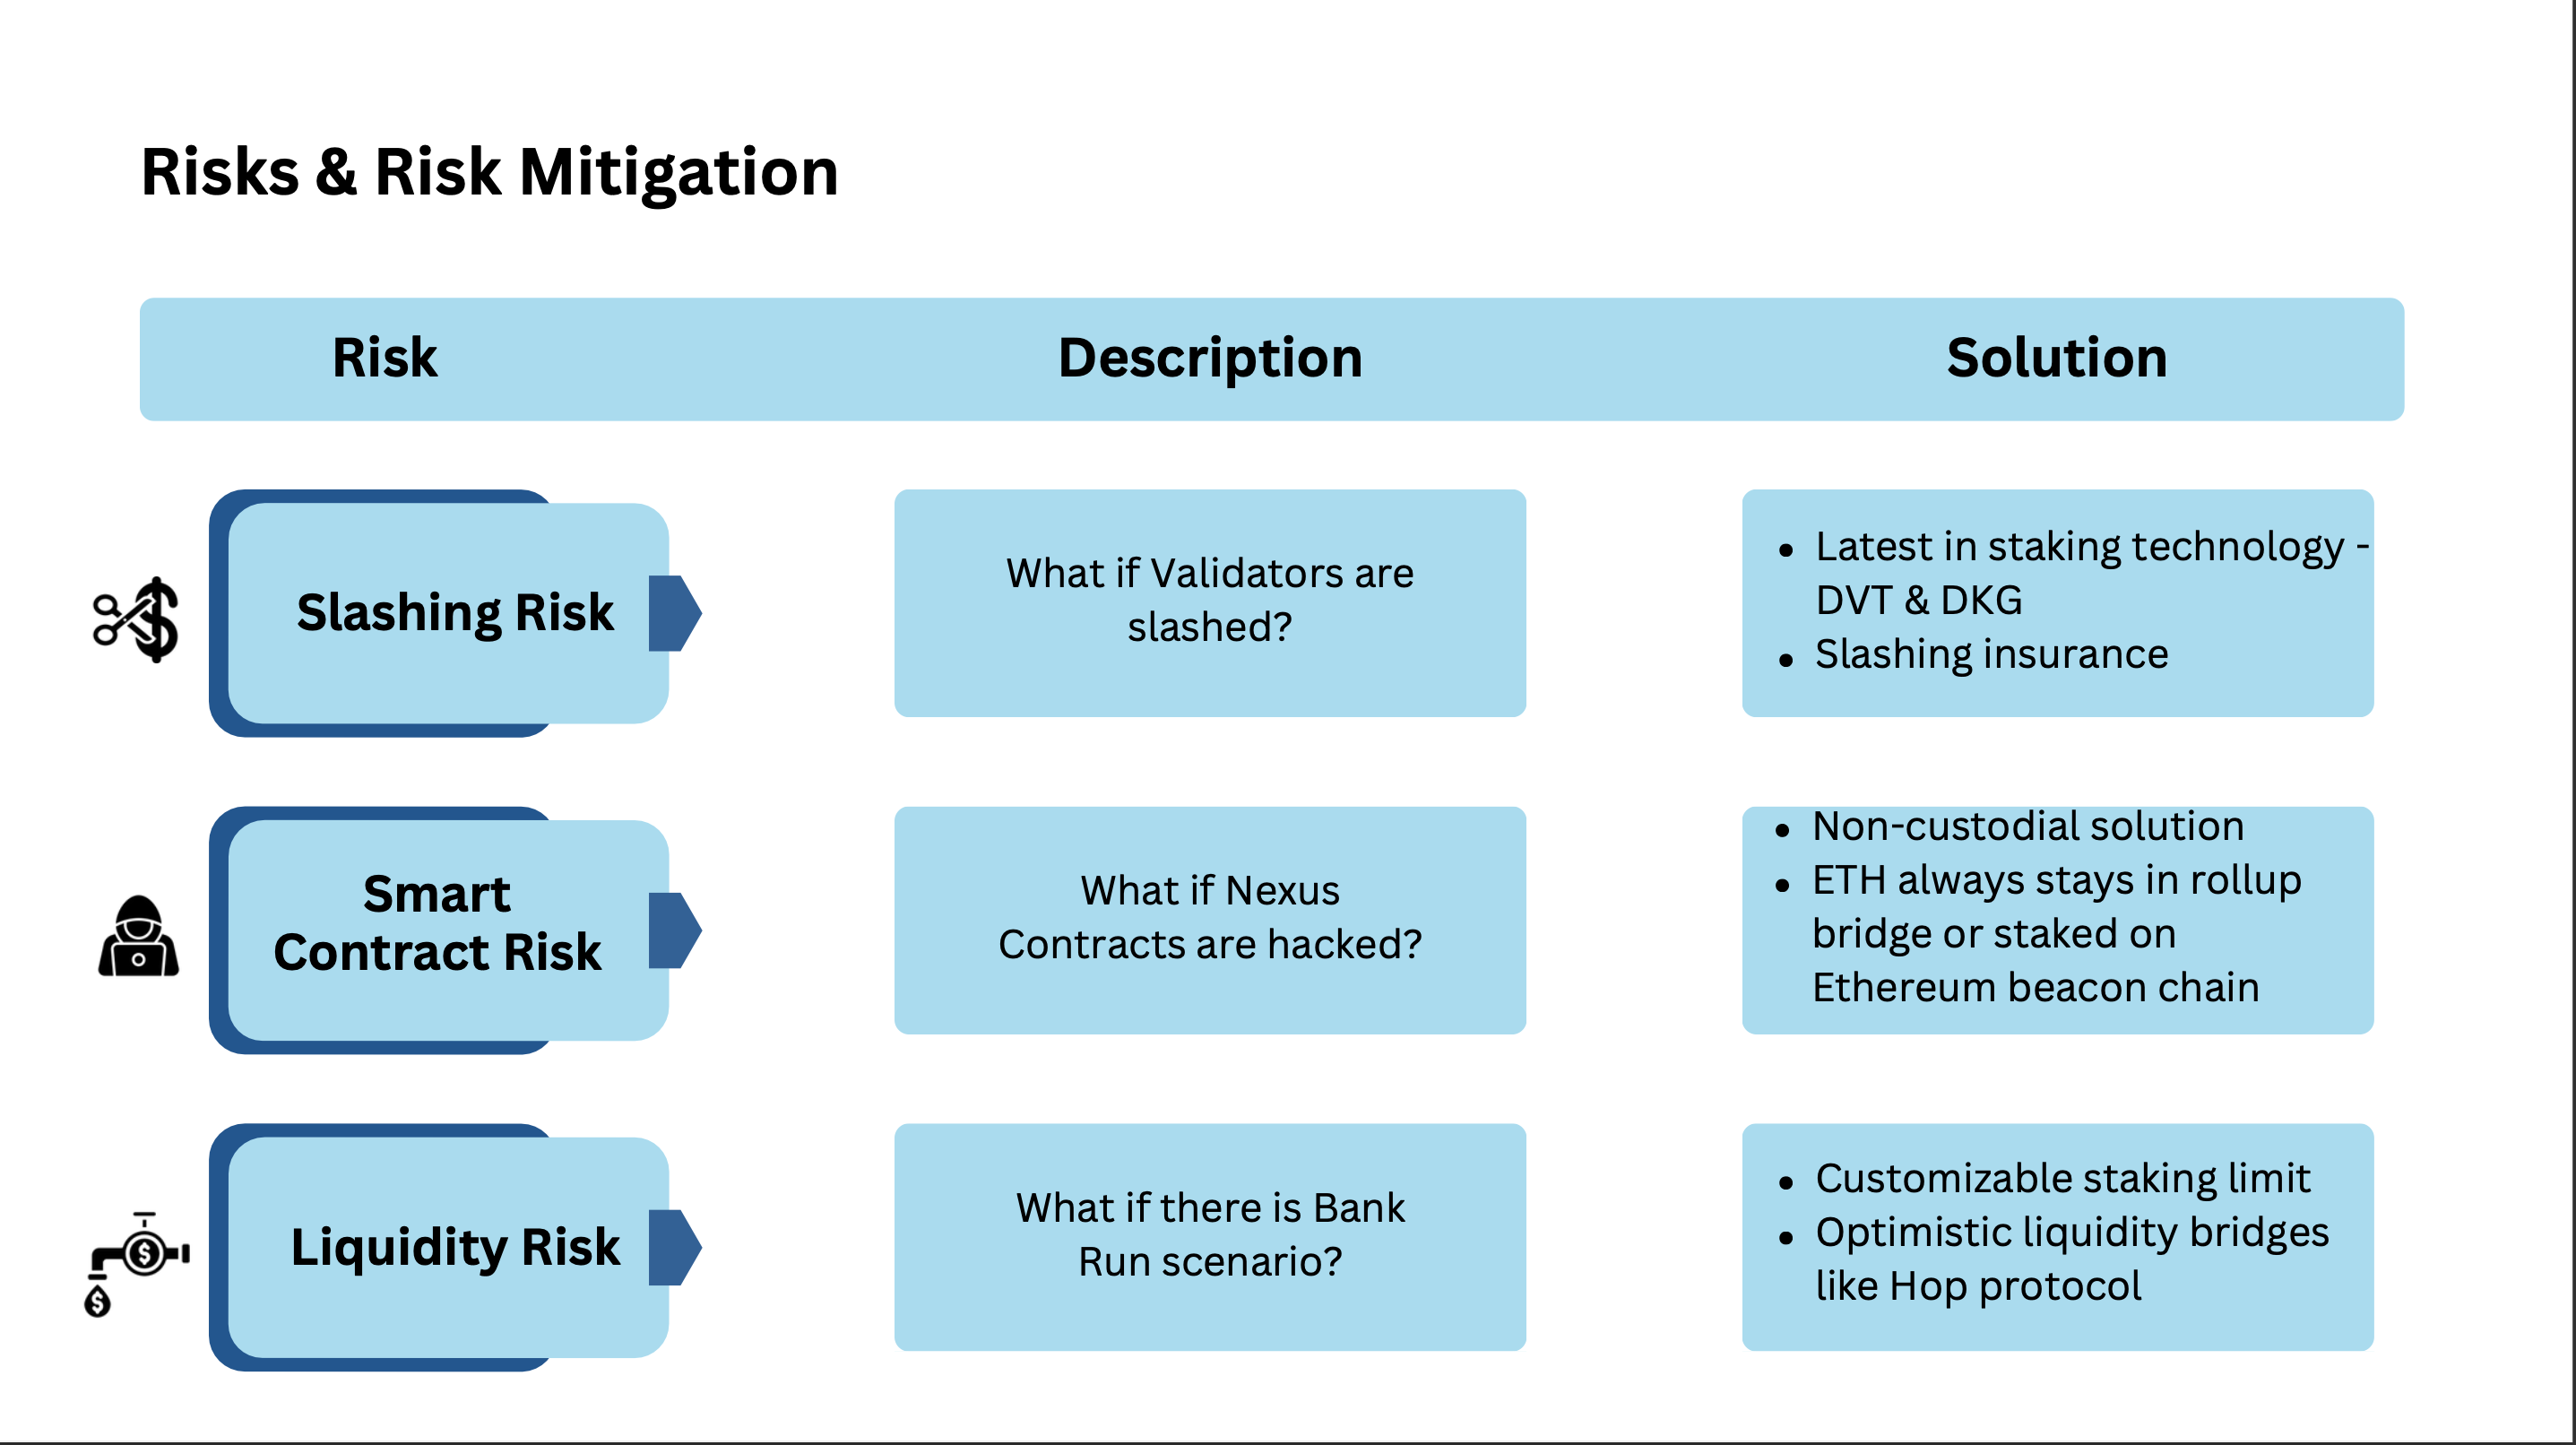 Risks & Risk Mitigation
Risk
Description
Solution
Slashing Risk
What if Validators are
slashed?
• Latest in staking technology -
DVT & DKG
• Slashing insurance
Smart
Contract Risk
What if Nexus
Contracts are hacked?
• Non-custodial solution
• ETH always stays in rollup
bridge or staked on
Ethereum beacon chain
Liquidity Risk
What if there is Bank
Run scenario?
• Customizable staking limit
• Optimistic liquidity bridges
like Hop protocol